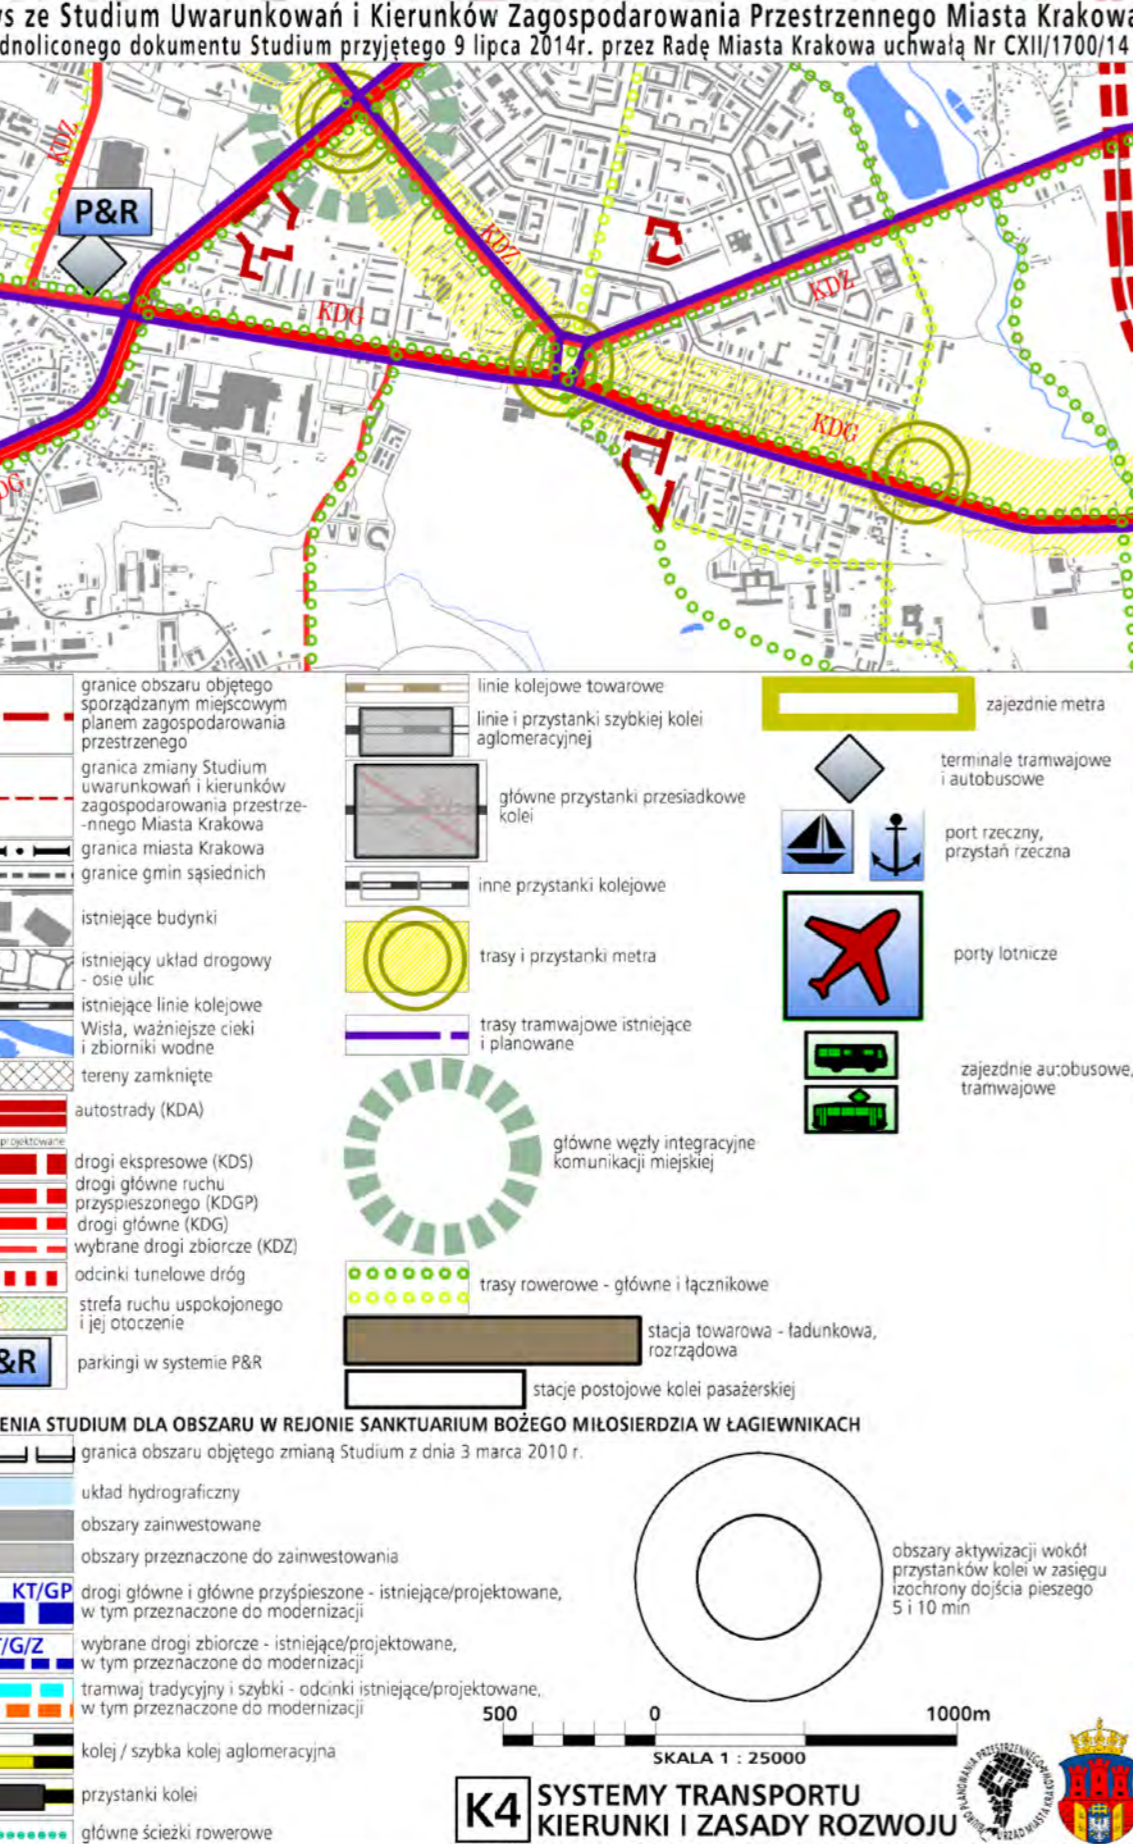 ys ze Studium Uwarunkowań i Kierunków Zagospodarowania Przestrzennego Miasta Krakowa
dnoliconego dokumentu Studium przyjętego 9 lipca 2014r. przez Radę Miasta Krakowa uchwałą Nr CXII/1700/14
KDZ
P&R
KDZ
KDG
KDZ
KDG
DG
granice obszaru objętego
sporządzanym miejscowym
planem zagospodarowania
przestrzenego
granica zmiany Studium
uwarunkowań i kierunków
zagospodarowania przestrze-
-nnego Miasta Krakowa
granica miasta Krakowa
granice gmin sąsiednich
istniejące budynki
istniejący układ drogowy
- osie ulic
istniejące linie kolejowe
Wisła, ważniejsze cieki
i zbiorniki wodne
tereny zamknięte
autostrady (KDA)
projektowane
drogi ekspresowe (KDS)
drogi główne ruchu
przyspieszonego (KDGP)
drogi główne (KDG)
wybrane drogi zbiorcze (KDZ)
odcinki tunelowe dróg
strefa ruchu uspokojonego
i jej otoczenie
&R
parkingi w systemie P&R
linie kolejowe towarowe
linie i przystanki szybkiej kolei
aglomeracyjnej
główne przystanki przesiadkowe
kolei
inne przystanki kolejowe
trasy i przystanki metra
trasy tramwajowe istniejące
i planowane
główne węzły integracyjne
komunikacji miejskiej
trasy rowerowe - główne i łącznikowe
stacja towarowa - ładunkowa,
rozrządowa
stacje postojowe kolei pasażerskiej
zajezdnie metra
terminale tramwajowe
i autobusowe
port rzeczny,
przystań rzeczna
porty lotnicze
zajezdnie autobusowe,
tramwajowe
ENIA STUDIUM DLA OBSZARU W REJONIE SANKTUARIUM BOŻEGO MIŁOSIERDZIA W ŁAGIEWNIKACH
granica obszaru objętego zmianą Studium z dnia 3 marca 2010 r.
układ hydrograficzny
obszary zainwestowane
obszary przeznaczone do zainwestowania
KT/GP
drogi główne i główne przyśpieszone - istniejące/projektowane,
w tym przeznaczone do modernizacji
/G/Z
wybrane drogi zbiorcze - istniejące/projektowane,
w tym przeznaczone do modernizacji
tramwaj tradycyjny i szybki - odcinki istniejące/projektowane,
w tym przeznaczone do modernizacji
kolej / szybka kolej aglomeracyjna
przystanki kolei
główne ścieżki rowerowe
obszary aktywizacji wokół
przystanków kolei w zasięgu
izochrony dojścia pieszego
5 i 10 min
500 0 1000m
SKALA 1 : 25000
K4 SYSTEMY TRANSPORTU
KIERUNKI I ZASADY ROZWOJU
BIURO PLANOWANIA PRZESTRZENNEGO
URZĄD MIASTA KRAKOWA